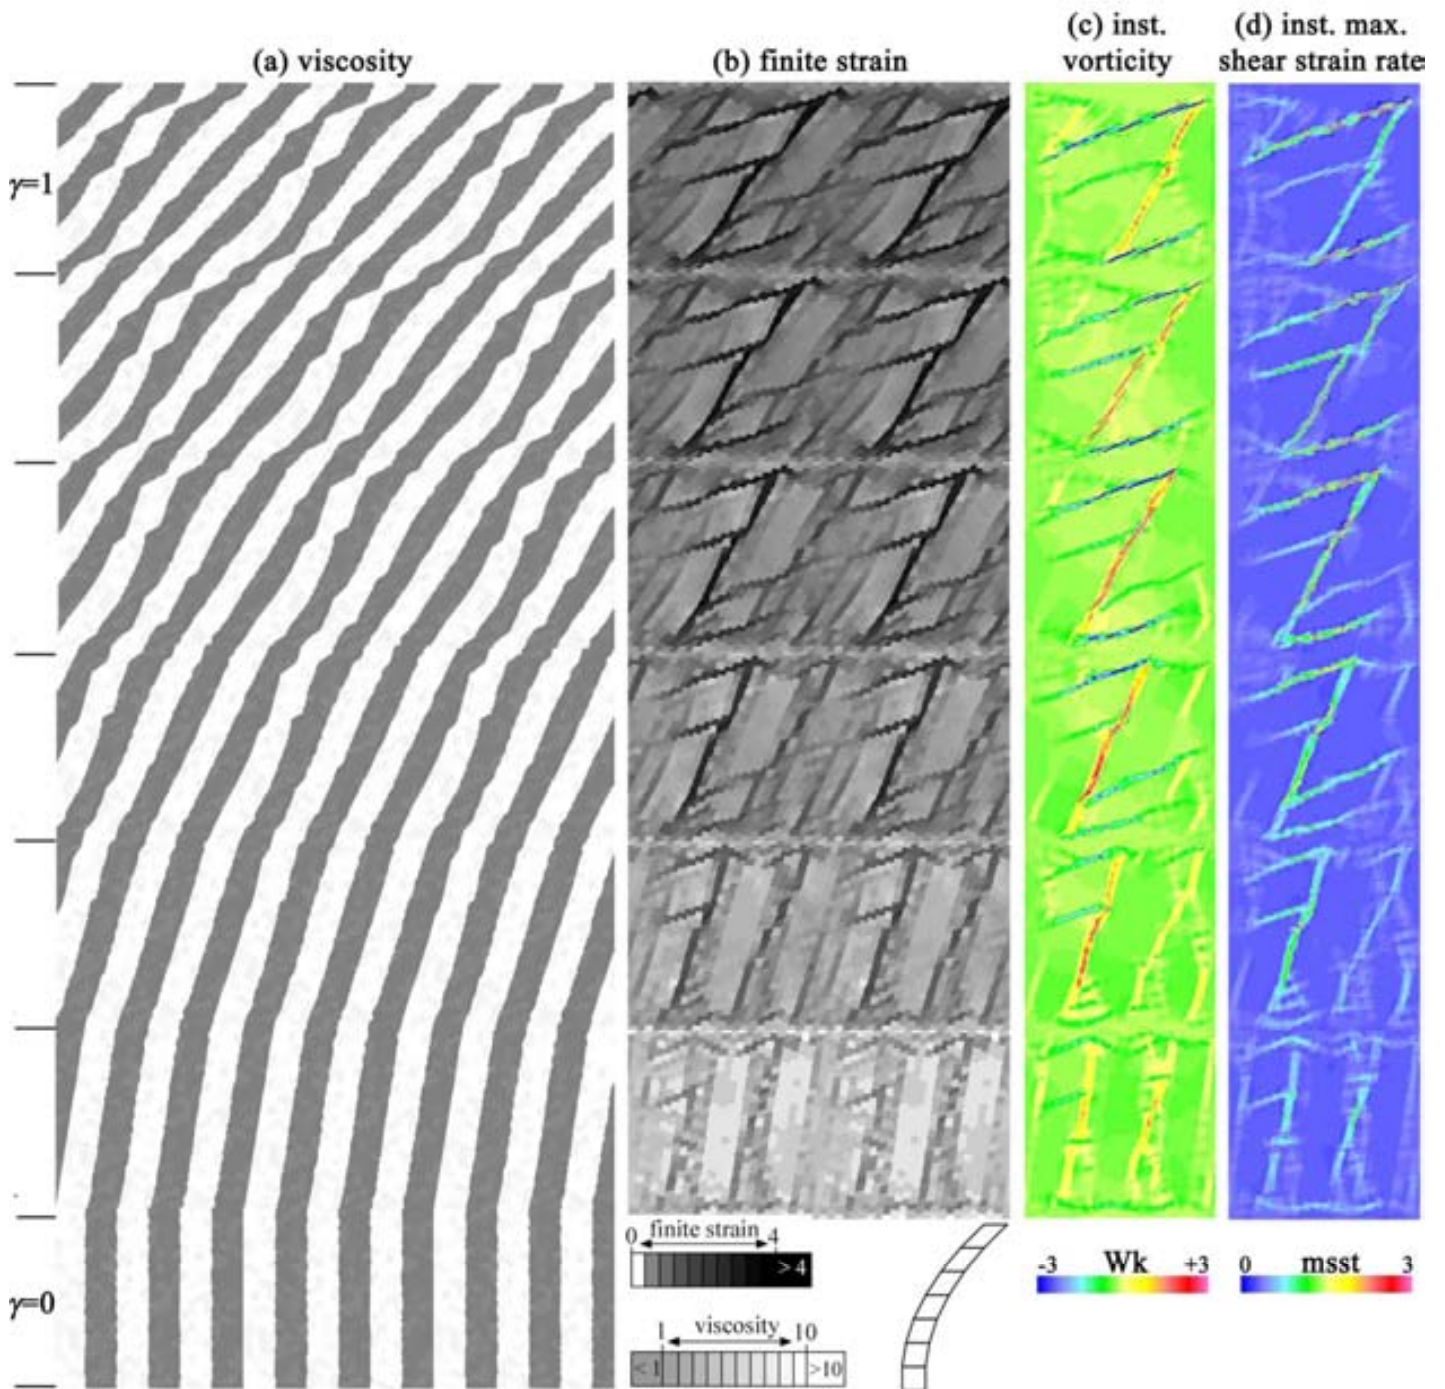 (a) viscosity
(b) finite strain
(c) inst.
vorticity
(d) inst. max.
shear strain rate
γ=1
γ=0
0 finite strain 4
> 4
1 viscosity 10
< 1
>10
-3 Wk +3
0 msst 3